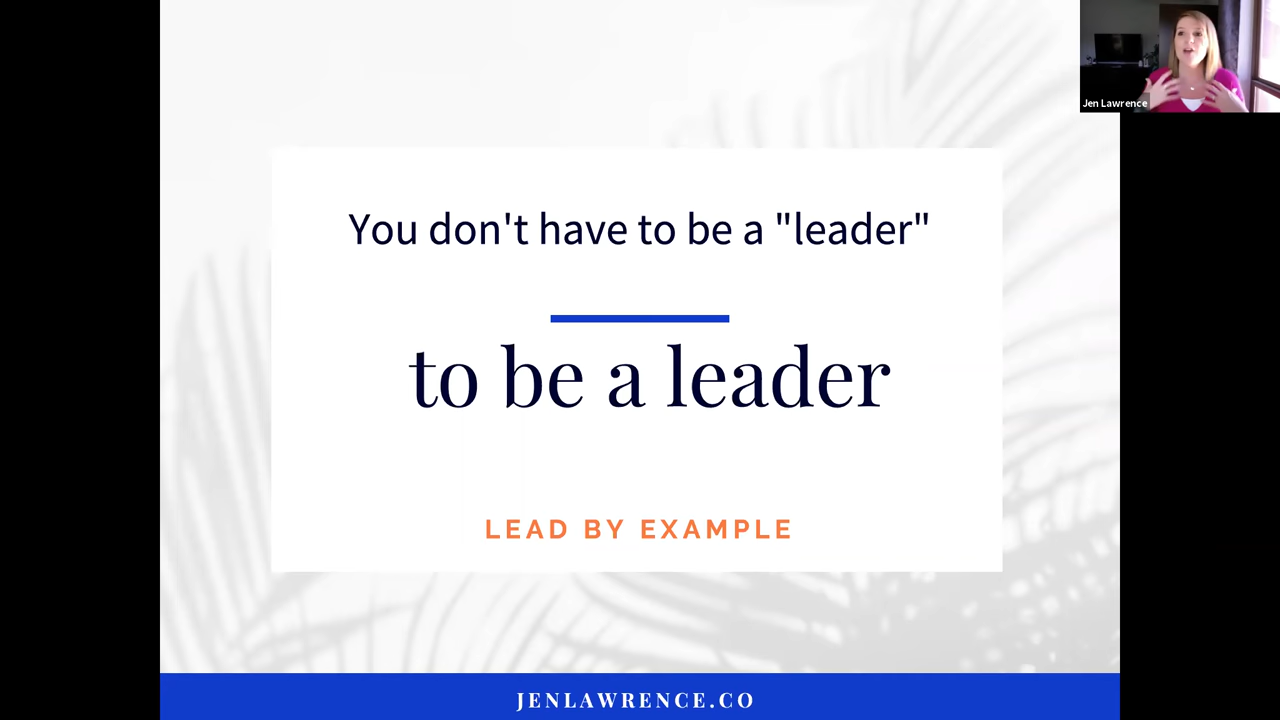 Jen Lawrence
You don't have to be a "leader"
to be a leader
LEAD BY EXAMPLE
JENLAWRENCE.CO